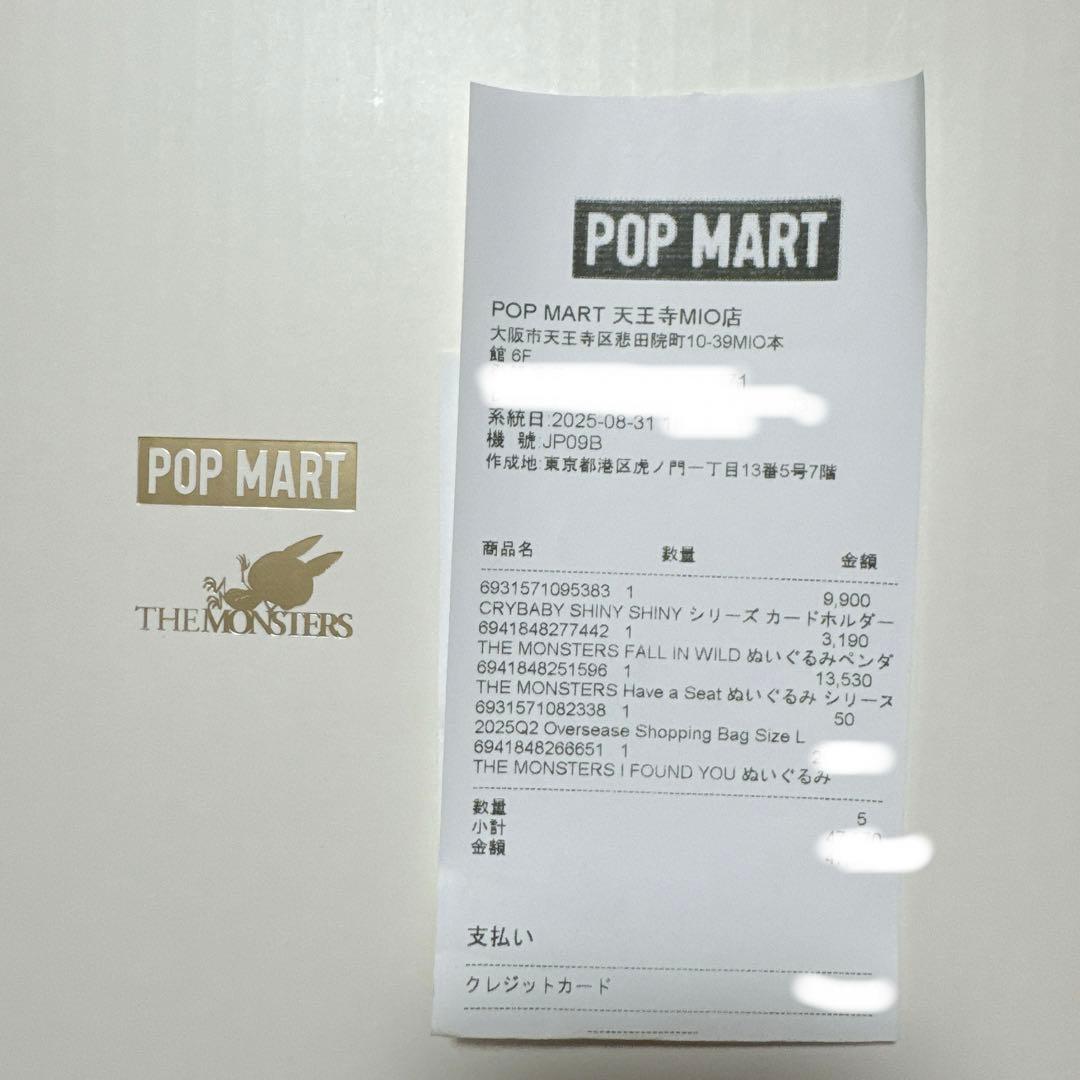 POP MART
THE MONSTERS
POP MART
POP MART 天王寺MIO店
大阪市天王寺区悲田院町10-39MIO本
館 6F
系統日:2025-08-31
機 號:JP09B
作成地:東京都港区虎ノ門一丁目13番5号7階
商品名 数量 金額
6931571095383 1 9,900
CRYBABY SHINY SHINY シリーズ カードホルダー
6941848277442 1 3,190
THE MONSTERS FALL IN WILD ぬいぐるみペンダ
6941848251596 1 13,530
THE MONSTERS Have a Seat ぬいぐるみ シリーズ
6931571082338 1 50
2025Q2 Oversease Shopping Bag Size L
6941848266651 1
THE MONSTERS I FOUND YOU ぬいぐるみ
数量 5
小計
金額
支払い
クレジットカード